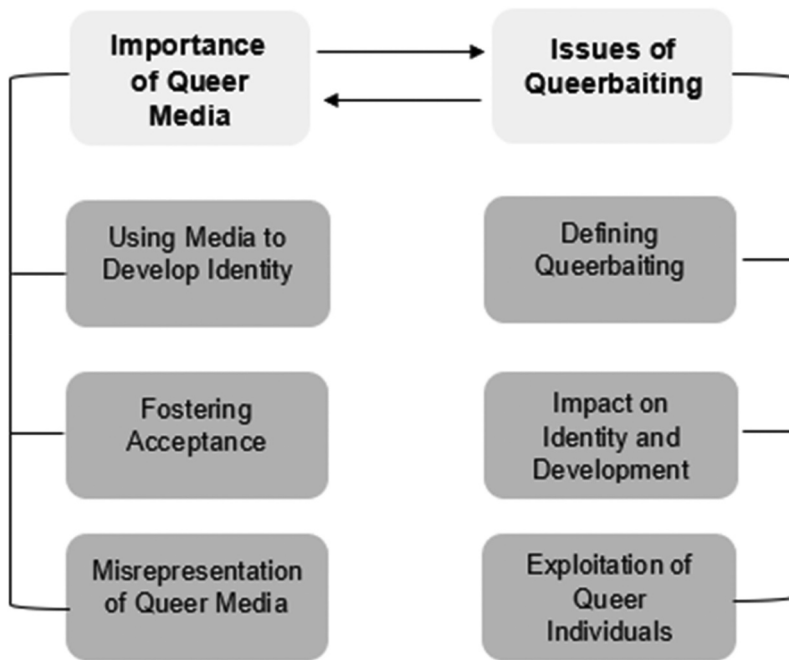 Importance
of Queer
Media
Issues of
Queerbaiting
Using Media to
Develop Identity
Defining
Queerbaiting
Fostering
Acceptance
Impact on
Identity and
Development
Misrepresentation
of Queer Media
Exploitation of
Queer
Individuals